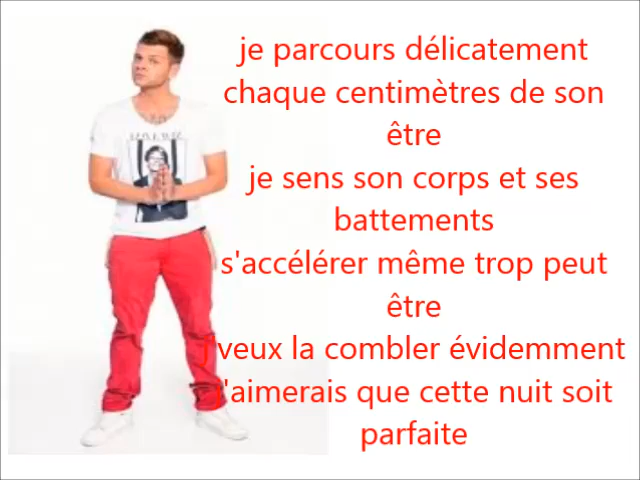 je parcours délicatement
chaque centimètres de son
être
je sens son corps et ses
battements
s'accélérer même trop peut
être
j'veux la combler évidemment
j'aimerais que cette nuit soit
parfaite